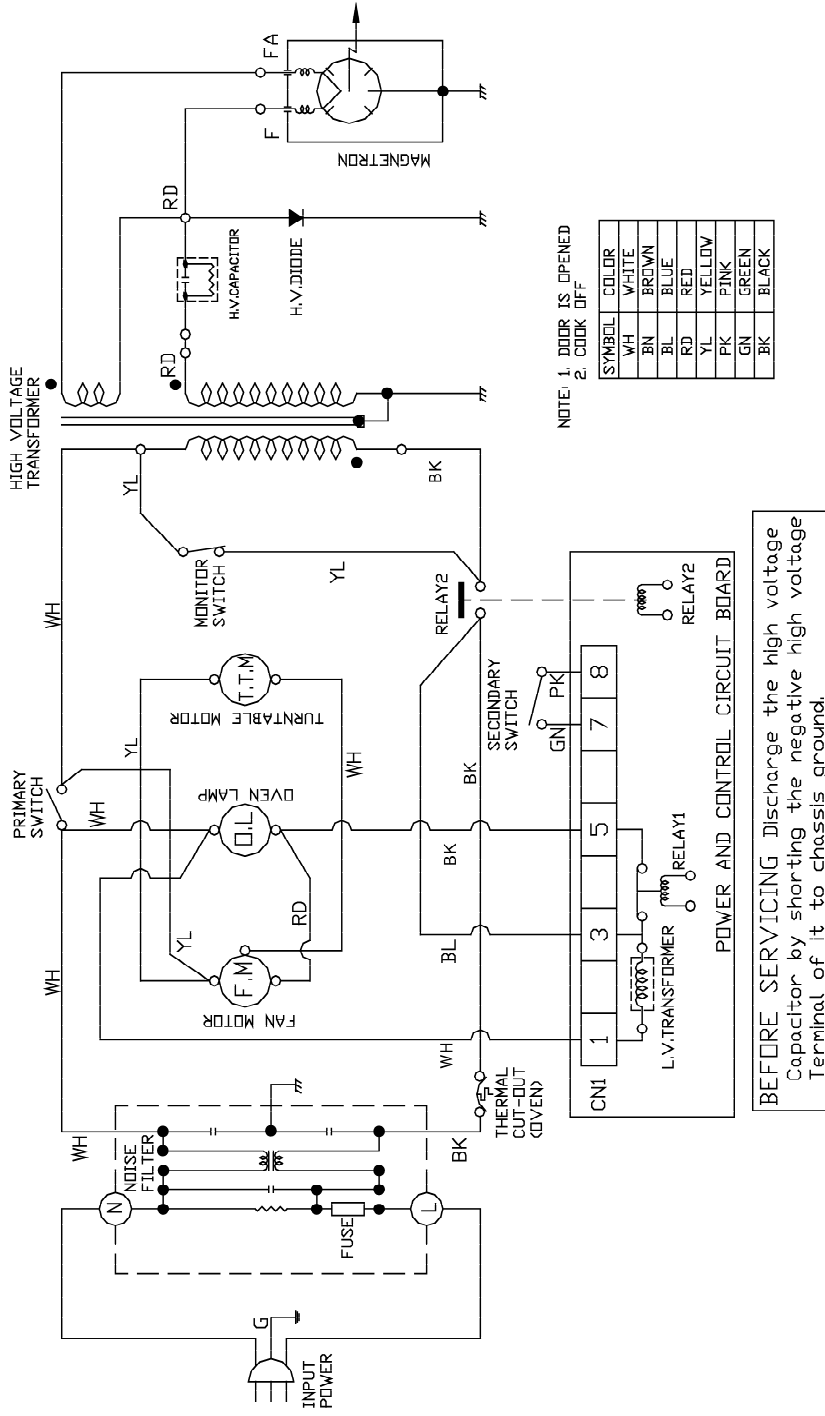 INPUT
POWER
G
N
L
NOISE
FILTER
FUSE
WH
BK
THERMAL
CUT-OUT
(OVEN)
WH
WH
FAN MOTOR
F.M
YL
RD
BL
BK
BK
PRIMARY
SWITCH
WH
OVEN LAMP
O.L
YL
TURNTABLE MOTOR
T.T.M
WH
WH
MONITOR
SWITCH
YL
YL
RELAY2
SECONDARY
SWITCH
GN
PK
CN1
1
3
5
7
8
L.V.TRANSFORMER
RELAY1
RELAY2
POWER AND CONTROL CIRCUIT BOARD
HIGH VOLTAGE
TRANSFORMER
BK
RD
H.V.CAPACITOR
RD
H.V.DIODE
MAGNETRON
F
FA
NOTE: 1. DOOR IS OPENED
2. COOK OFF
SYMBOL COLOR
WH WHITE
BN BROWN
BL BLUE
RD RED
YL YELLOW
PK PINK
GN GREEN
BK BLACK
BEFORE SERVICING Discharge the high voltage
Capacitor by shorting the negative high voltage
Terminal of it to chassis ground.